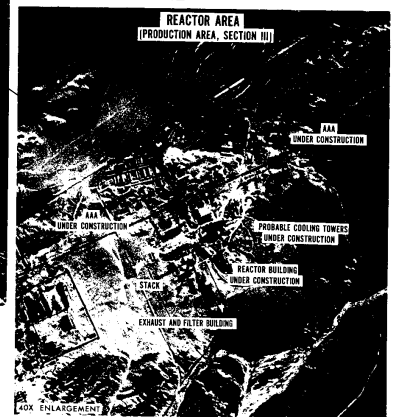 REACTOR AREA
(PRODUCTION AREA, SECTION III)
AAA
UNDER CONSTRUCTION
AAA
UNDER CONSTRUCTION
PROBABLE COOLING TOWERS
UNDER CONSTRUCTION
REACTOR BUILDING
UNDER CONSTRUCTION
STACK
EXHAUST AND FILTER BUILDING
40X ENLARGEMENT